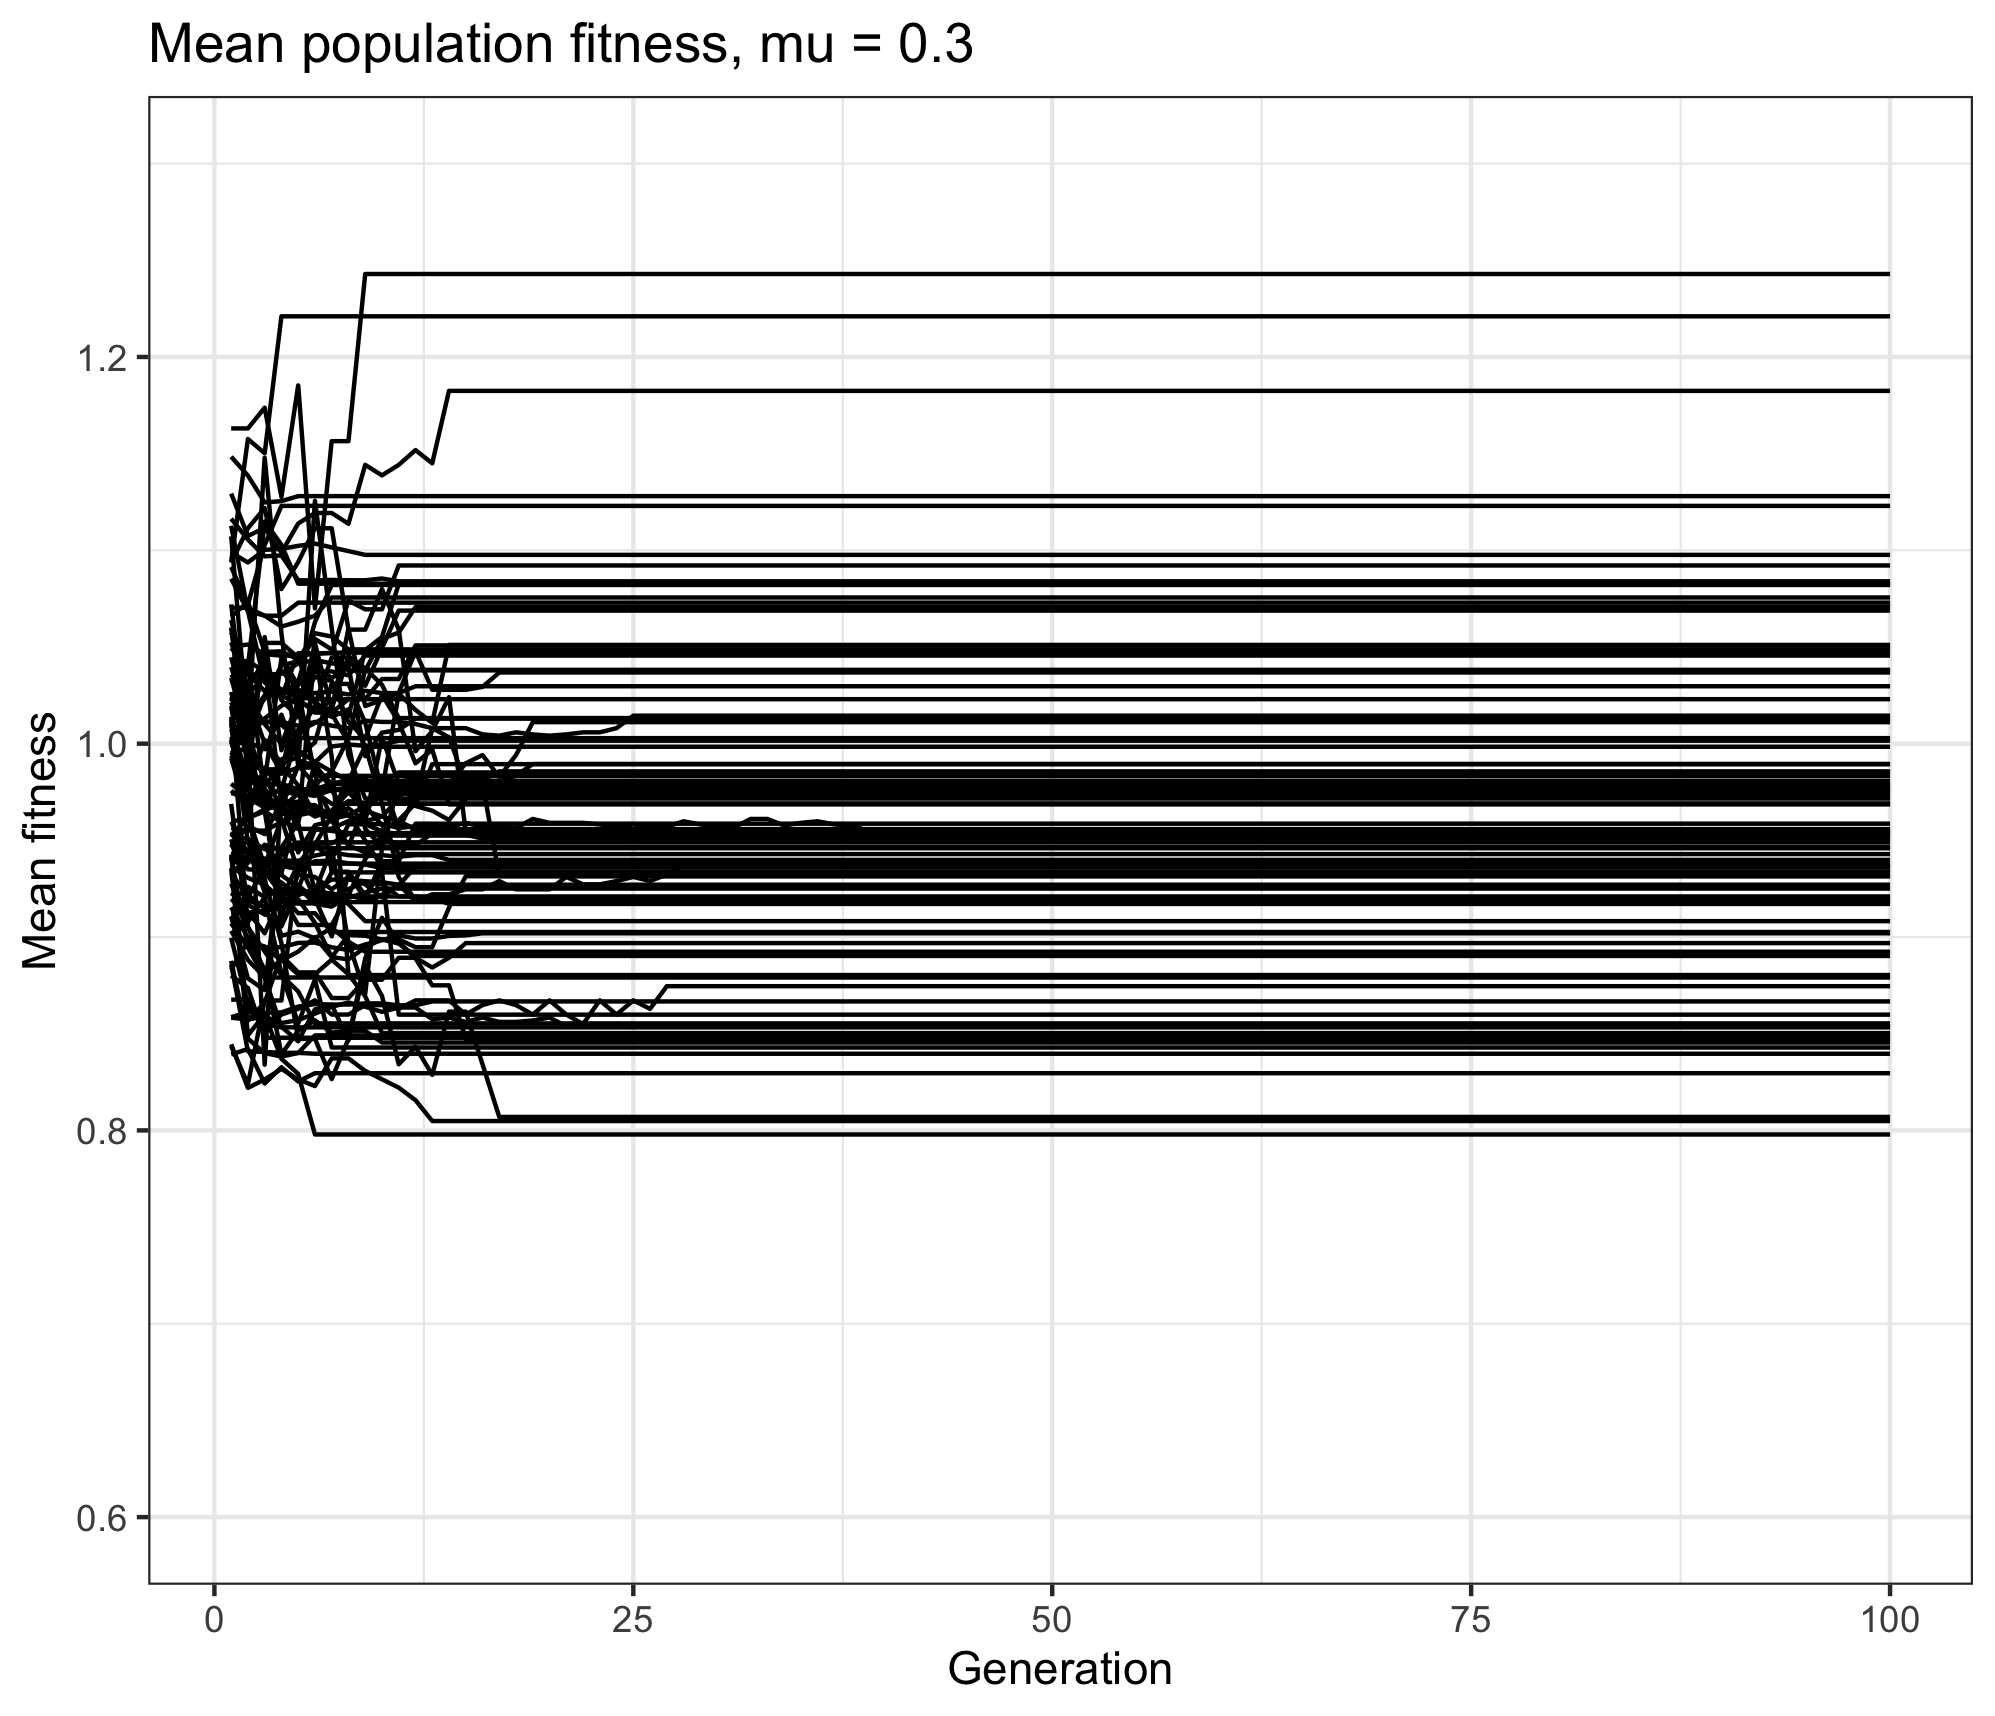 Mean population fitness, mu = 0.3
Mean fitness
1.2
1.0
0.8
0.6
0 25 50 75 100
Generation